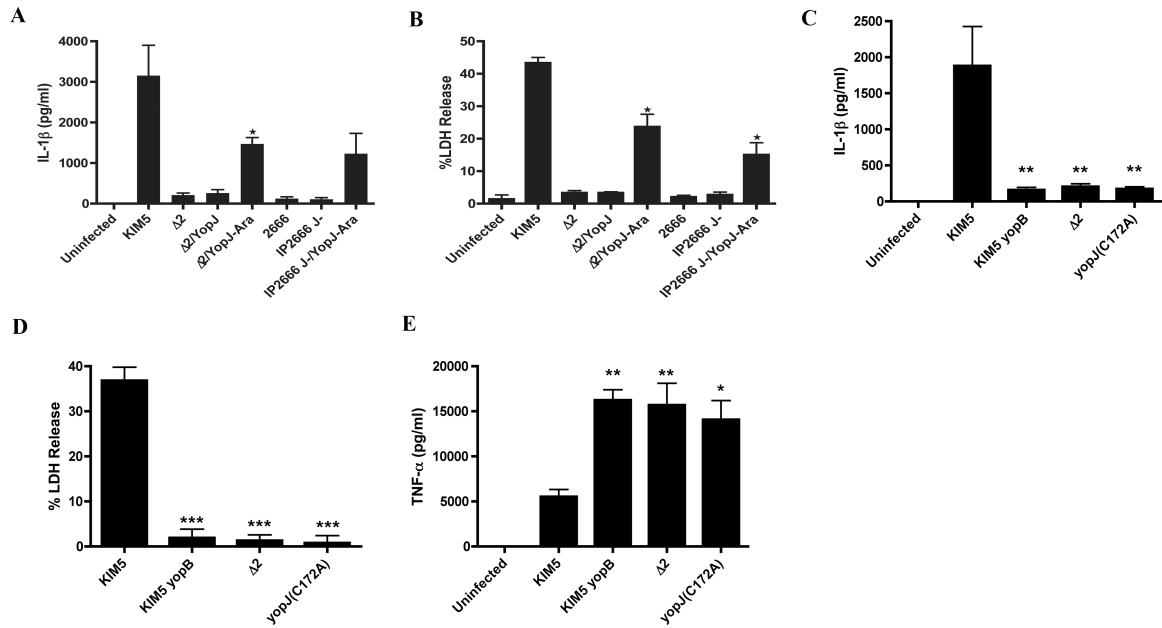 A
IL-1β (pg/ml)
4000
3000
2000
1000
0
Uninfected
KIM5
Δ2
Δ2/YopJ
Δ2/YopJ-Ara
2666
IP2666 J-
IP2666 J-/YopJ-Ara
★
B
%LDH Release
50
40
30
20
10
0
Uninfected
KIM5
Δ2
Δ2/YopJ
Δ2/YopJ-Ara
2666
IP2666 J-
IP2666 J-/YopJ-Ara
★
★
C
IL-1β (pg/ml)
2500
2000
1500
1000
500
0
** ** **
Uninfected
KIM5
KIM5 yopB
Δ2
yopJ(C172A)
D
% LDH Release
40
30
20
10
0
*** *** ***
KIM5
KIM5 yopB
Δ2
yopJ(C172A)
E
TNF-α (pg/ml)
20000
15000
10000
5000
0
** ** *
Uninfected
KIM5
KIM5 yopB
Δ2
yopJ(C172A)